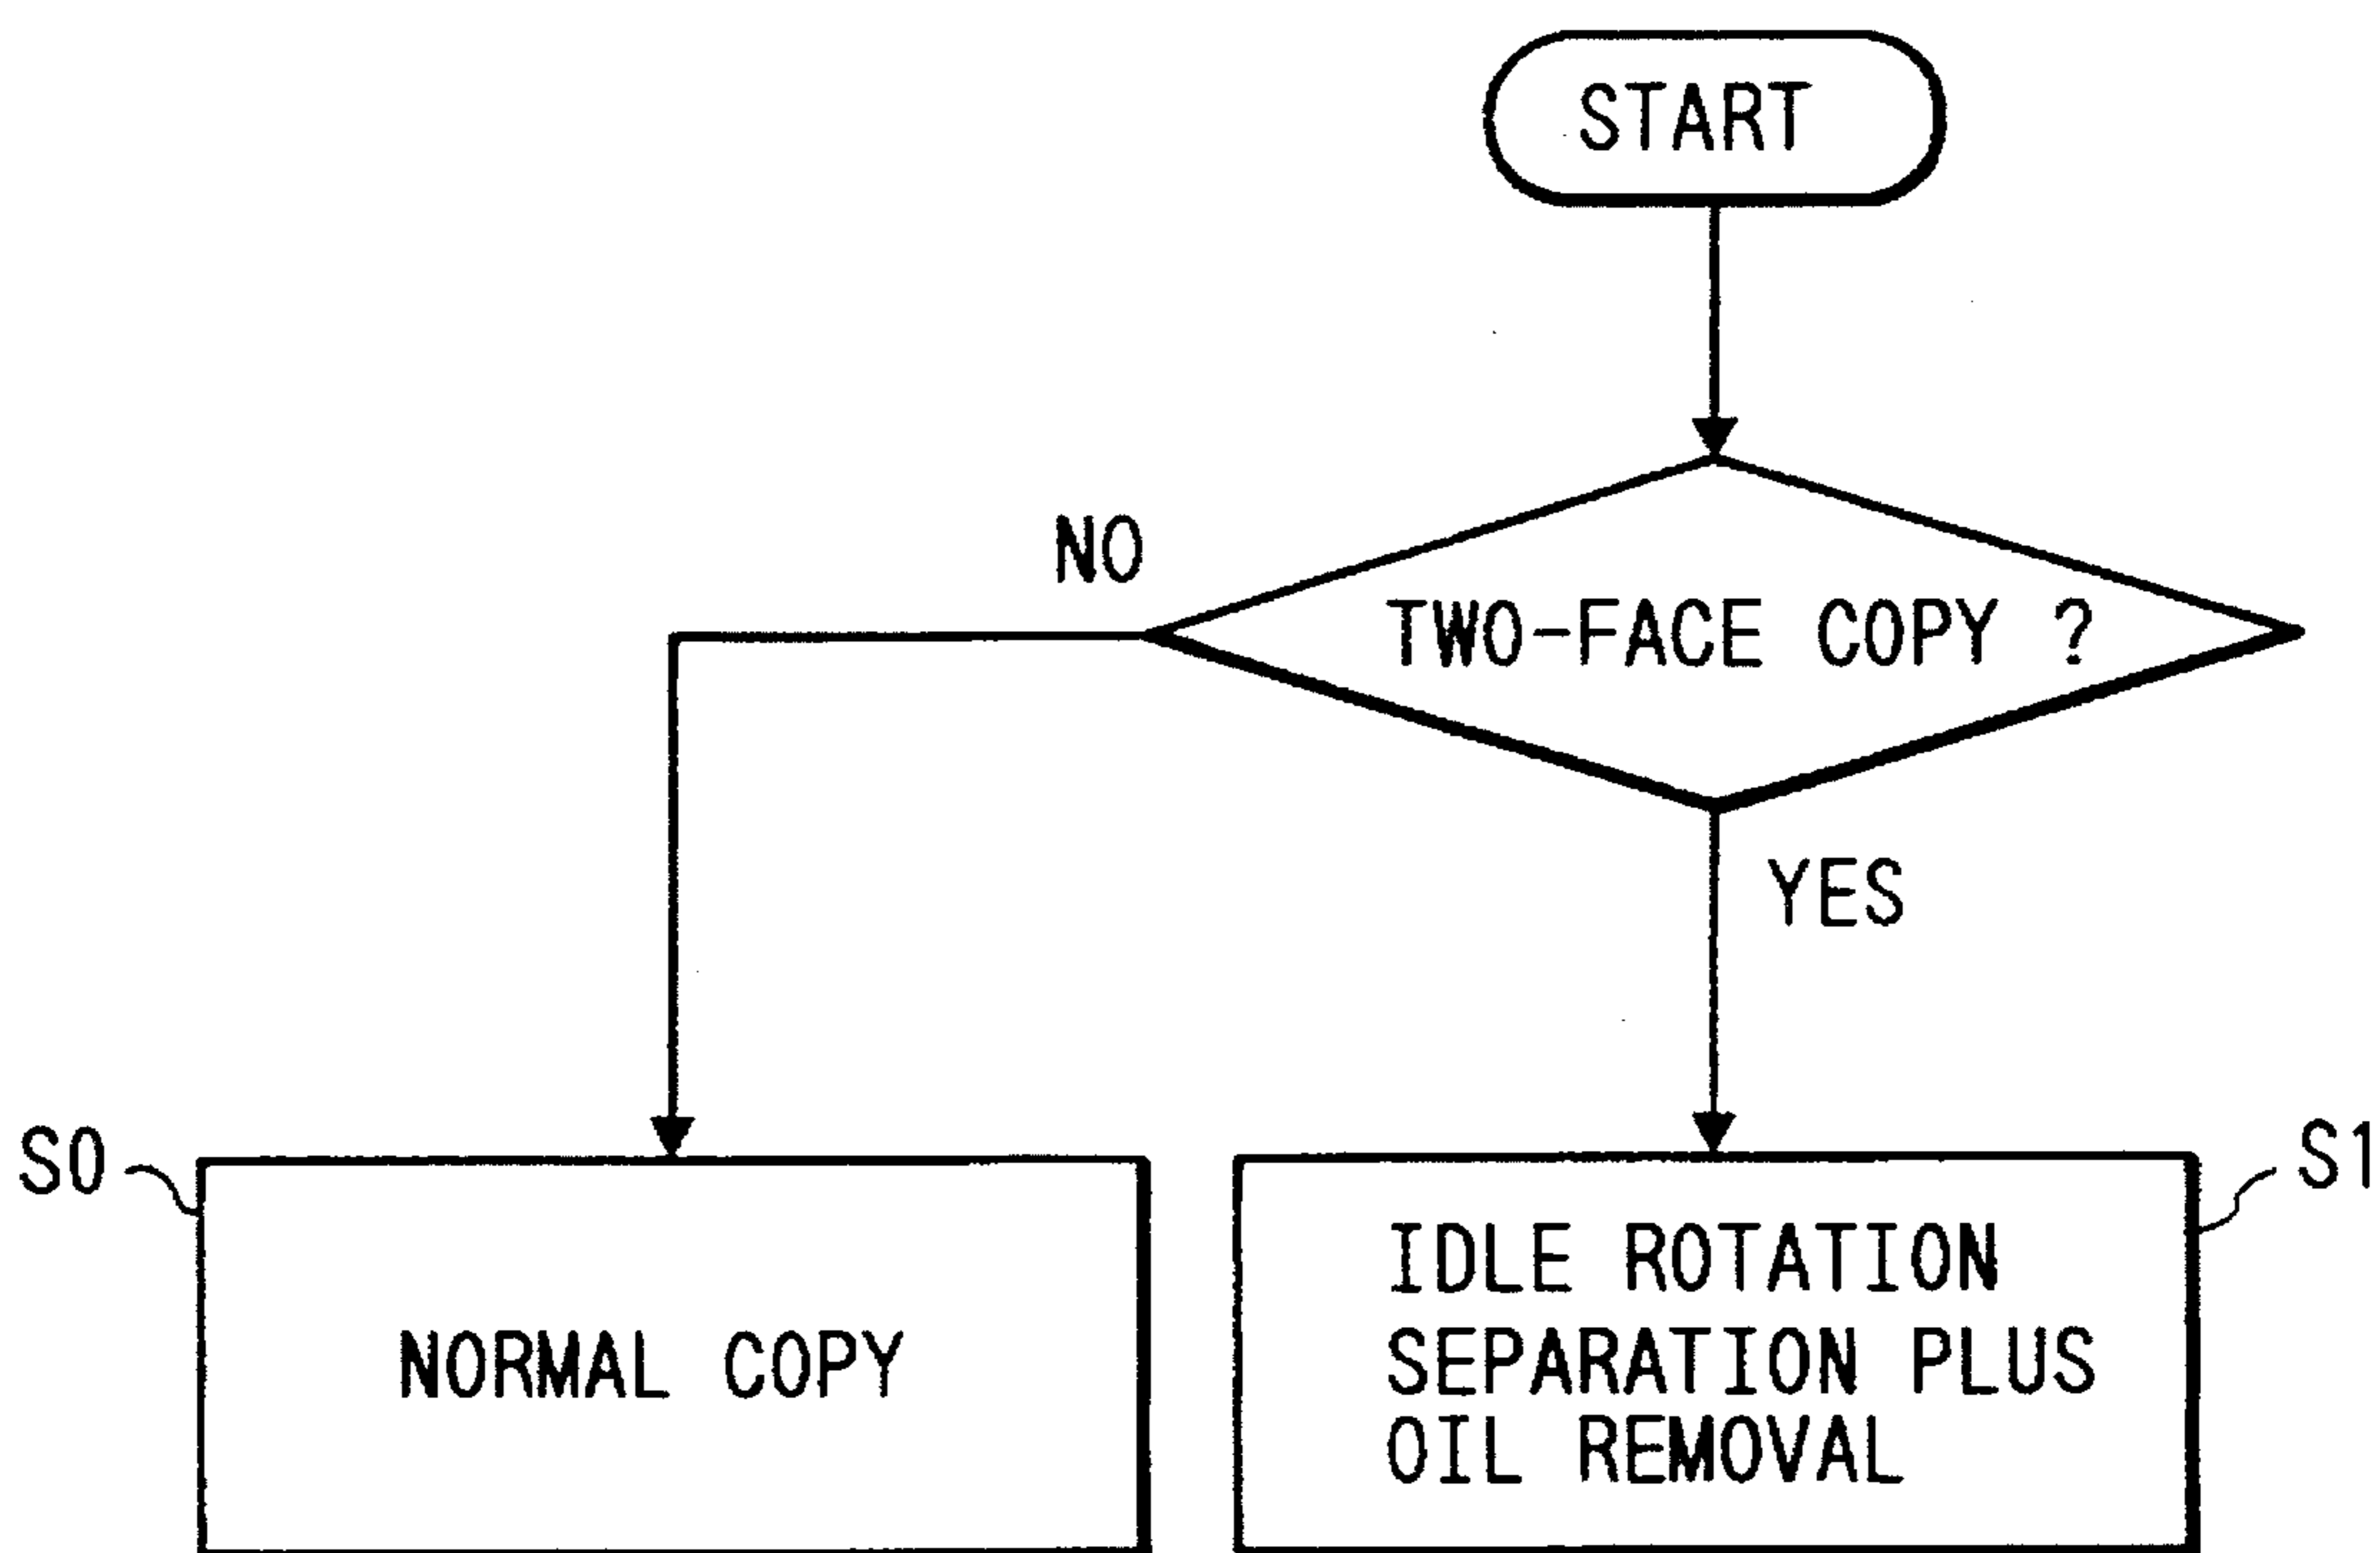 START
NO
TWO-FACE COPY ?
YES
S0
S1
NORMAL COPY
IDLE ROTATION
SEPARATION PLUS
OIL REMOVAL